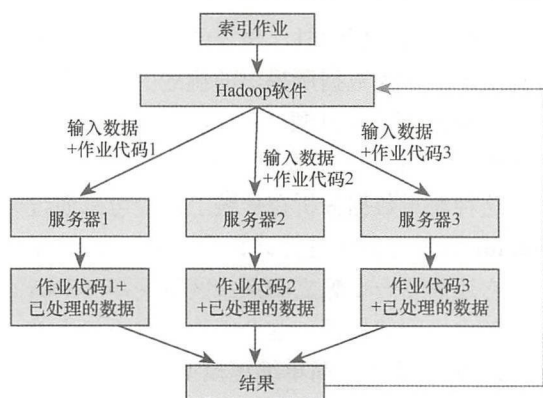 索引作业
Hadoop软件
输入数据
+作业代码1
输入数据
+作业代码2
输入数据
+作业代码3
服务器1
服务器2
服务器3
作业代码1+
已处理的数据
作业代码2
+已处理的数据
作业代码3
+已处理的数据
结果